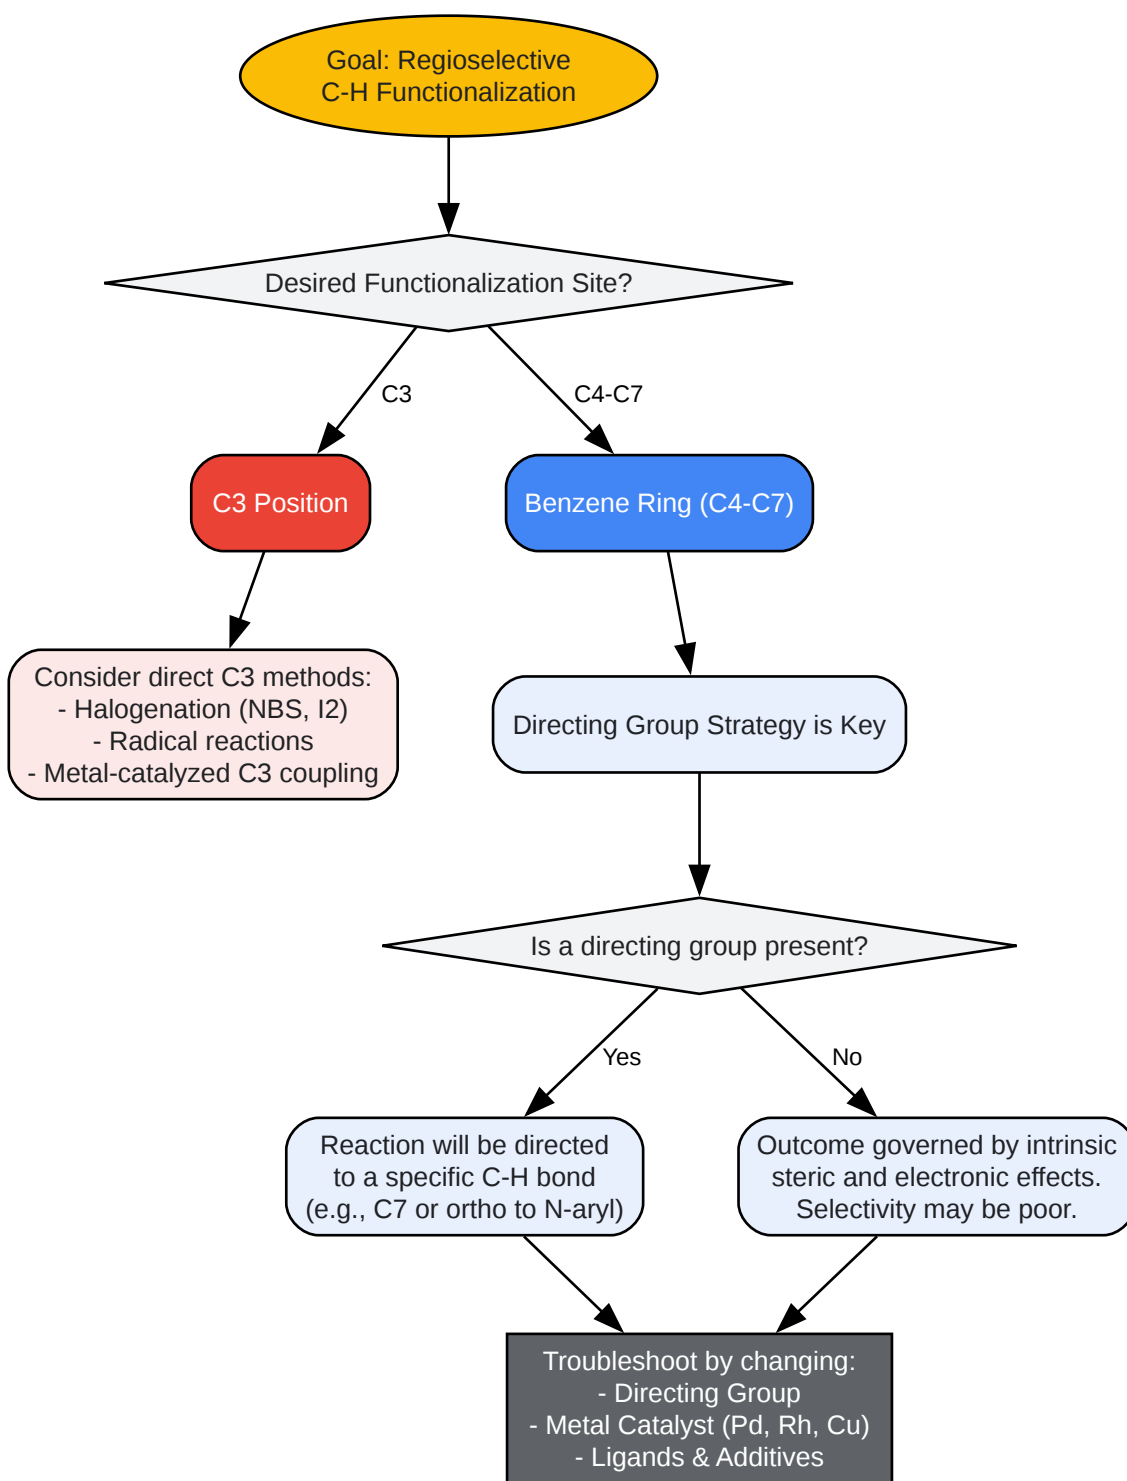 Goal: Regioselective
C-H Functionalization
Desired Functionalization Site?
C3
C4-C7
C3 Position
Benzene Ring (C4-C7)
Consider direct C3 methods:
- Halogenation (NBS, I2)
- Radical reactions
- Metal-catalyzed C3 coupling
Directing Group Strategy is Key
Is a directing group present?
Yes
No
Reaction will be directed
to a specific C-H bond
(e.g., C7 or ortho to N-aryl)
Outcome governed by intrinsic
steric and electronic effects.
Selectivity may be poor.
Troubleshoot by changing:
- Directing Group
- Metal Catalyst (Pd, Rh, Cu)
- Ligands & Additives